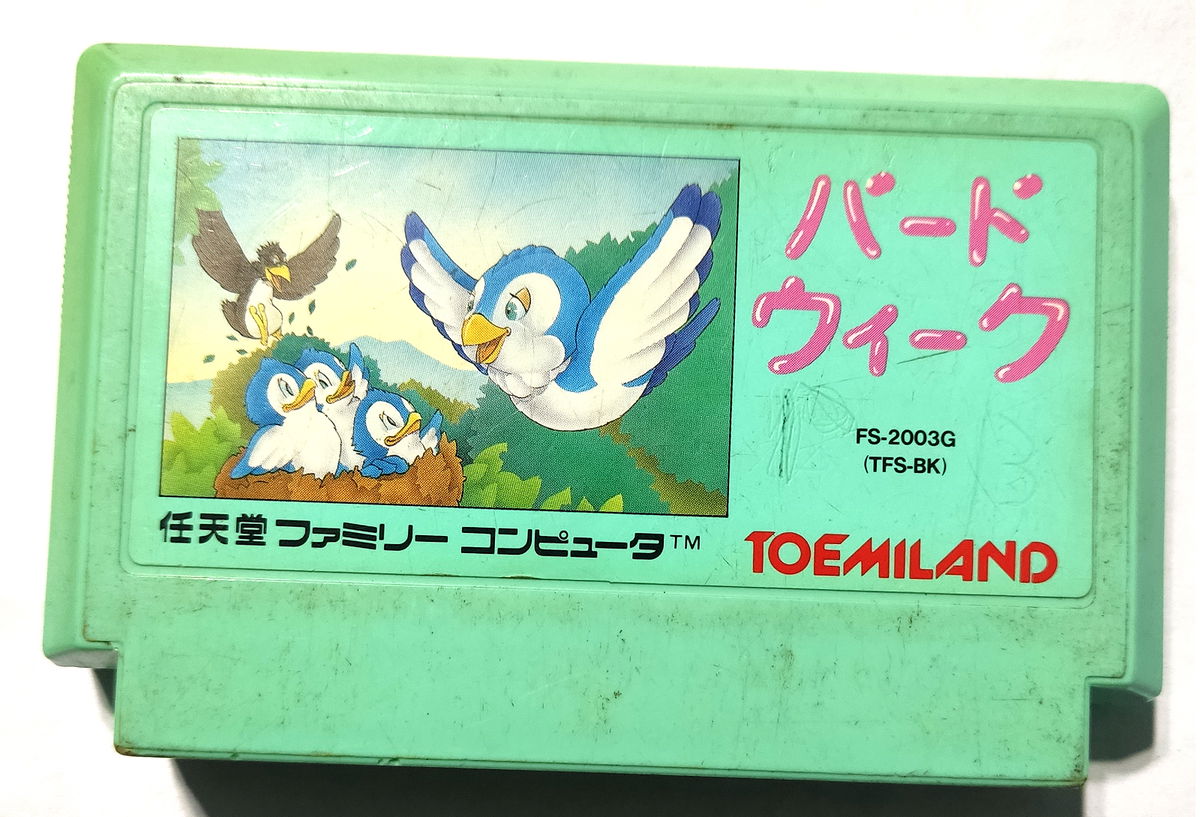 バード
ウィーク
FS-2003G
(TFS-BK)
任天堂 ファミリー コンピュータ™
TOEMILAND